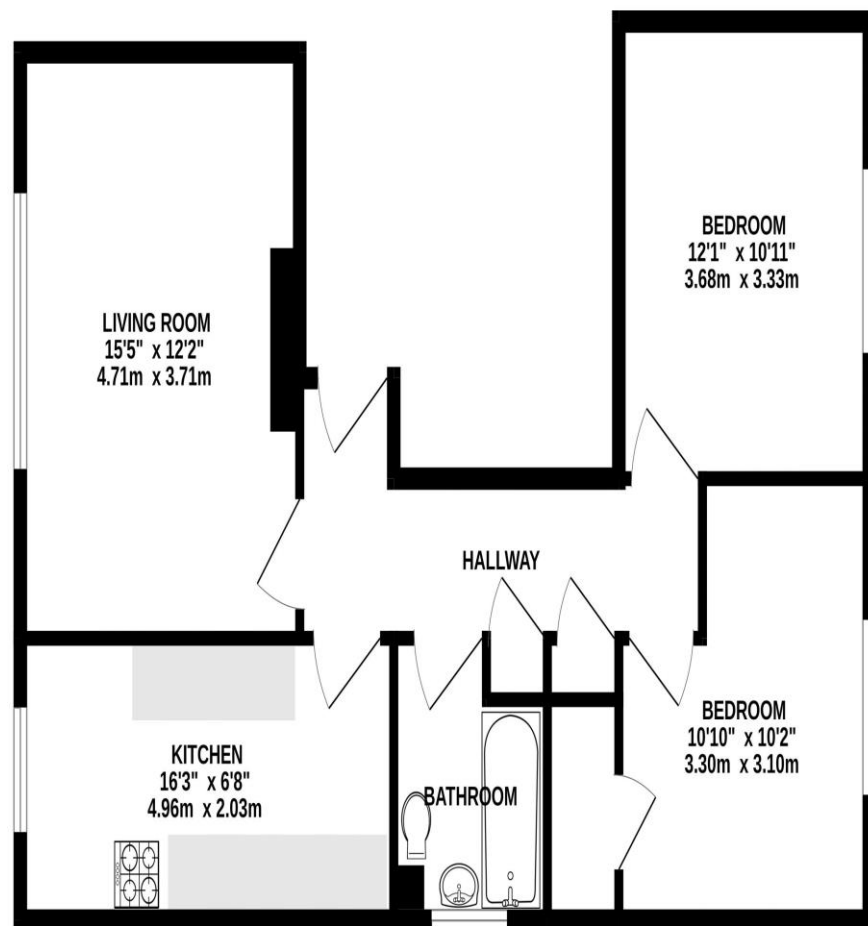 BEDROOM
12'1" x 10'11"
3.68m x 3.33m
LIVING ROOM
15'5" x 12'2"
4.71m x 3.71m
HALLWAY
BEDROOM
10'10" x 10'2"
3.30m x 3.10m
KITCHEN
16'3" x 6'8"
4.96m x 2.03m
BATHROOM